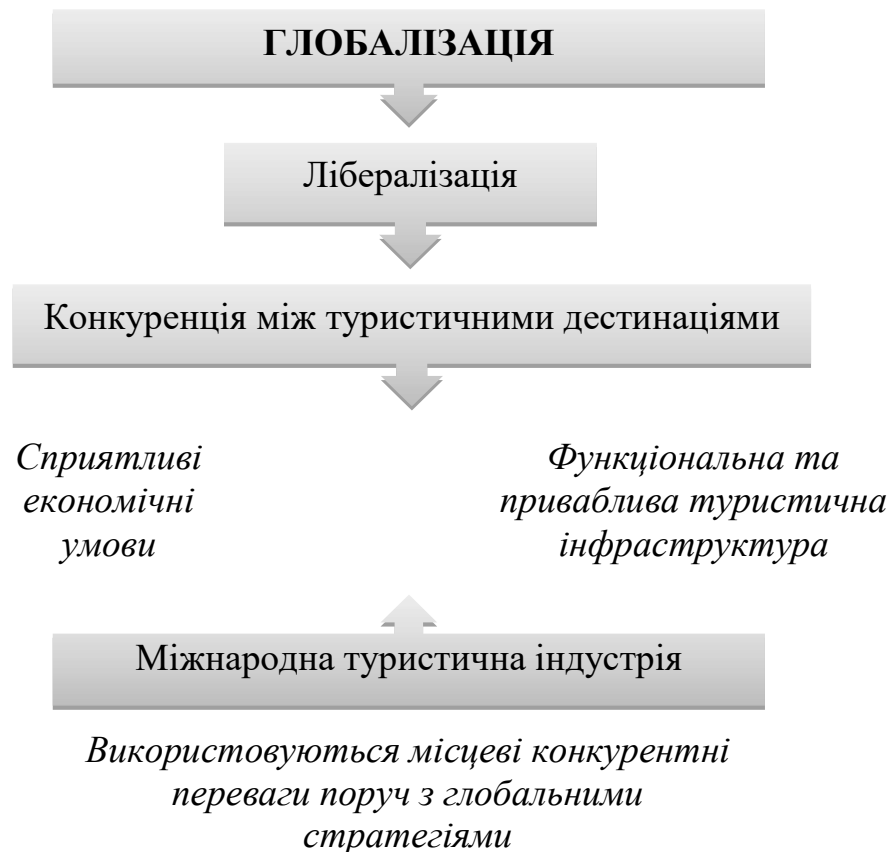 ГЛОБАЛІЗАЦІЯ
Лібералізація
Конкуренція між туристичними дестинаціями
Сприятливі
економічні
умови
Функціональна та
приваблива туристична
інфраструктура
Міжнародна туристична індустрія
Використовуються місцеві конкурентні
переваги поруч з глобальними
стратегіями